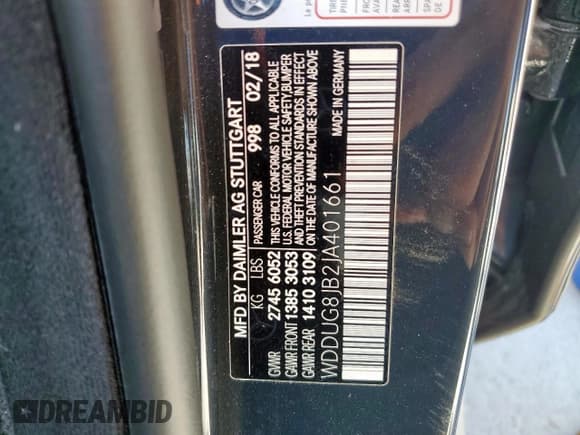 MFD BY DAIMLER AG STUTTGART
998 02/18
KG LBS PASSENGER CAR
GVWR 2745 6052 THIS VEHICLE CONFORMS TO ALL APPLICABLE
U.S. FEDERAL MOTOR VEHICLE SAFETY,BUMPER
GAWR FRONT 1385 3053 AND THEFT PREVENTION STANDARDS IN EFFECT
GAWR REAR 1410 3109 ON THE DATE OF MANUFACTURE SHOWN ABOVE
WDDUG8JB2JA401661 MADE IN GERMANY
DREAMBID